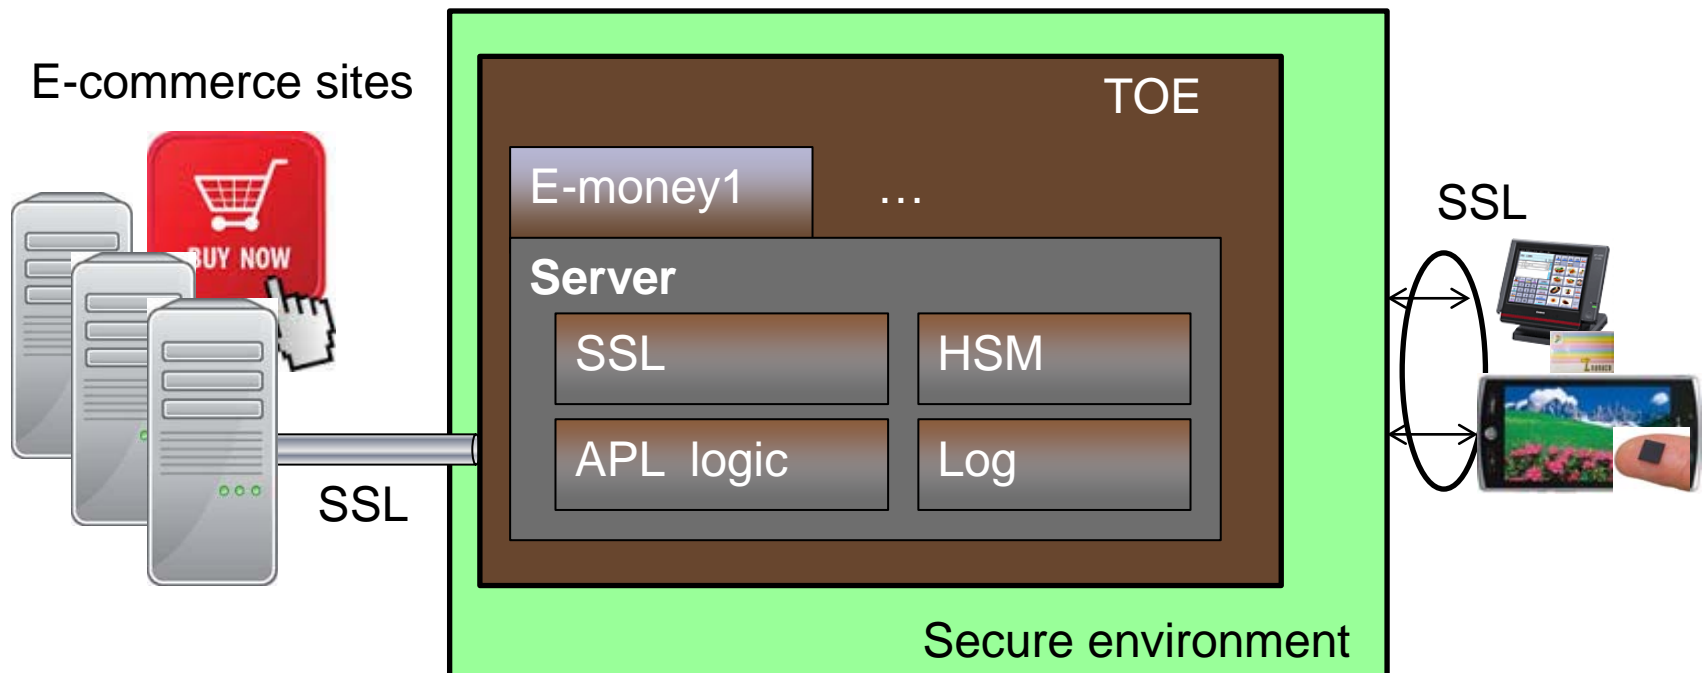 E-commerce sites
BUY NOW
SSL
TOE
E-money1 …
Server
SSL
HSM
APL logic
Log
Secure environment
SSL